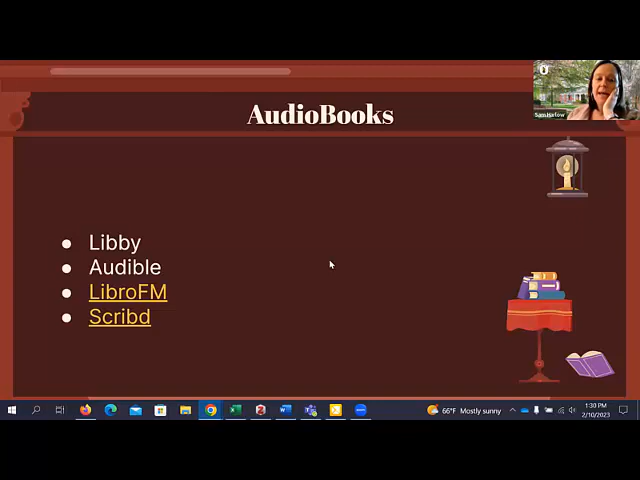 AudioBooks
Sam Harlow
Libby
Audible
LibroFM
Scribd
66°F Mostly sunny
1:30 PM
2/10/2023